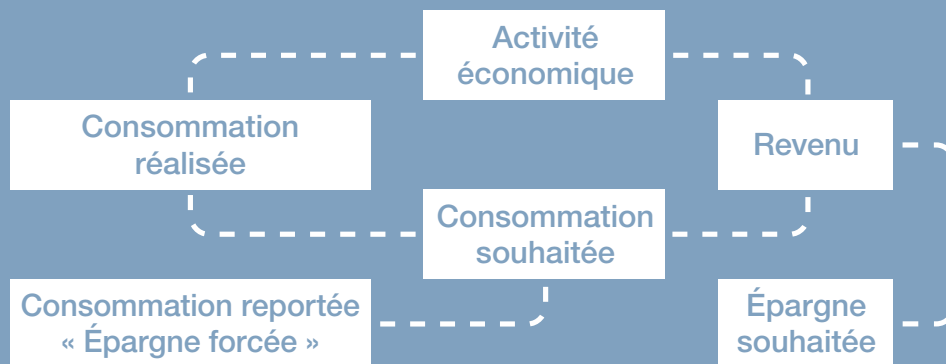 Activité
économique
Consommation
réalisée
Revenu
Consommation
souhaitée
Consommation reportée
« Épargne forcée »
Épargne
souhaitée